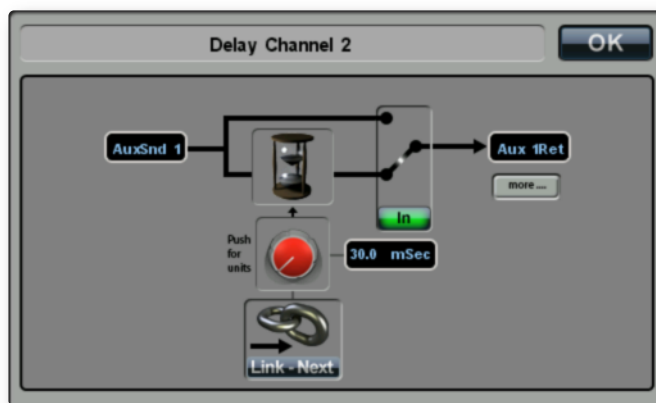 Delay Channel 2
OK
AuxSnd 1
Aux 1Ret
more ....
In
Push
for
units
30.0 mSec
Link - Next